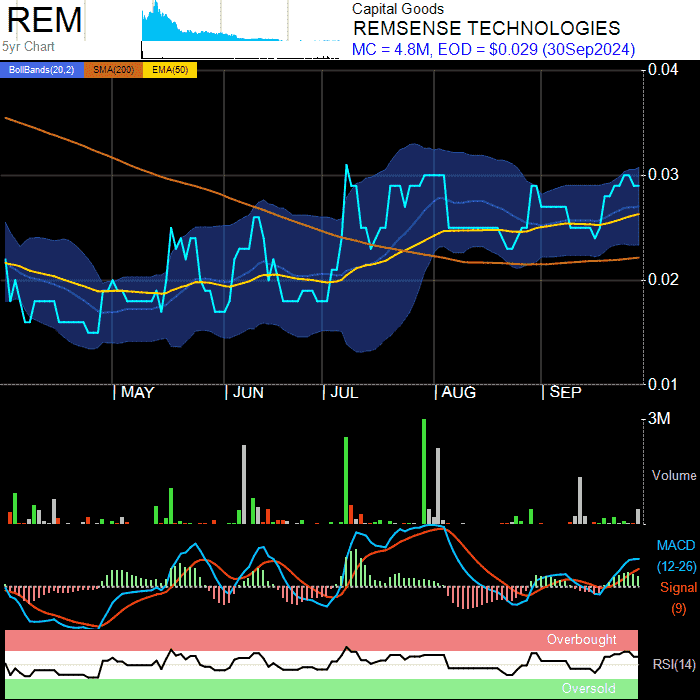 REM
5yr Chart
Capital Goods
REMSENSE TECHNOLOGIES
MC = 4.8M, EOD = $0.029 (30Sep2024)
BollBands(20,2) SMA(200) EMA(50)
0.04
0.03
0.02
0.01
| MAY | JUN | JUL | AUG | SEP
3M
Volume
MACD
(12-26)
Signal
(9)
Overbought
RSI(14)
Oversold